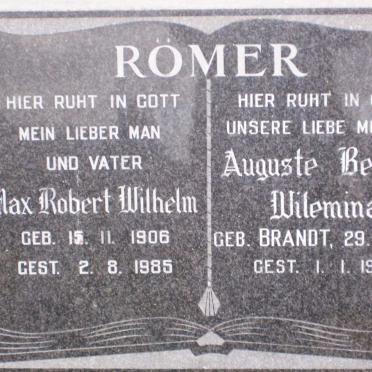 RÖMER
HIER RUHT IN GOTT
MEIN LIEBER MAN
UND VATER
Max Robert Wilhelm
GEB. 15. 11. 1906
GEST. 2. 8. 1985
HIER RUHT IN
UNSERE LIEBE
Auguste
Wilemina
GEB. BRANDT, 29.
GEST. 1. 1.